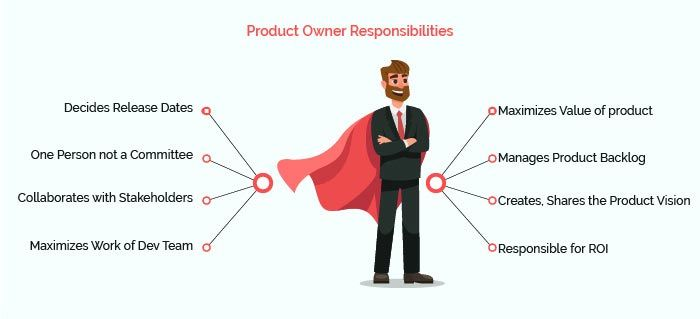 Product Owner Responsibilities
Decides Release Dates
One Person not a Committee
Collaborates with Stakeholders
Maximizes Work of Dev Team
Maximizes Value of product
Manages Product Backlog
Creates, Shares the Product Vision
Responsible for ROI